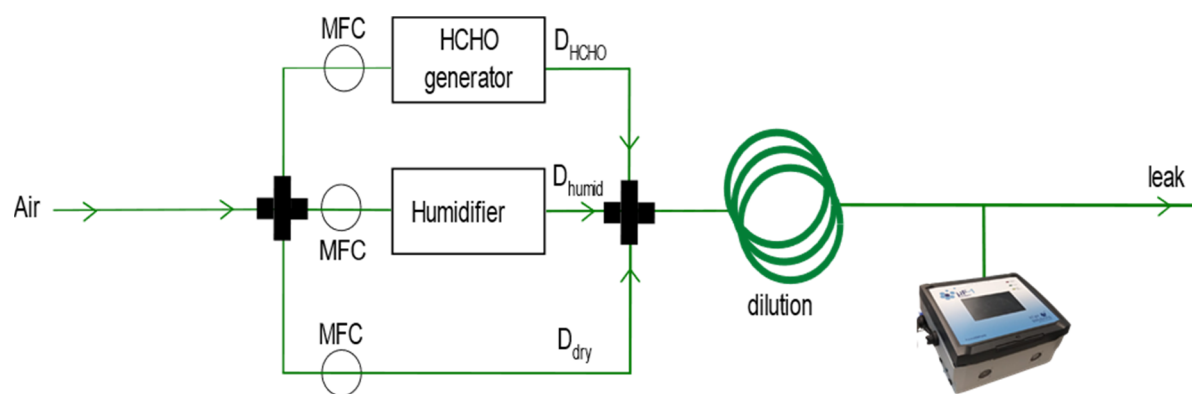 MFC
HCHO
generator
D_HCHO
Air
MFC
Humidifier
D_humid
dilution
leak
MFC
D_dry